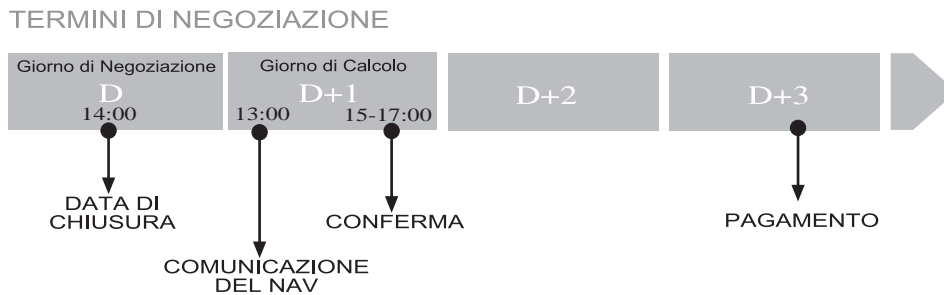 TERMINI DI NEGOZIAZIONE
Giorno di Negoziazione
D
14:00
Giorno di Calcolo
D+1
13:00 15-17:00
D+2
D+3
DATA DI
CHIUSURA
CONFERMA
PAGAMENTO
COMUNICAZIONE
DEL NAV